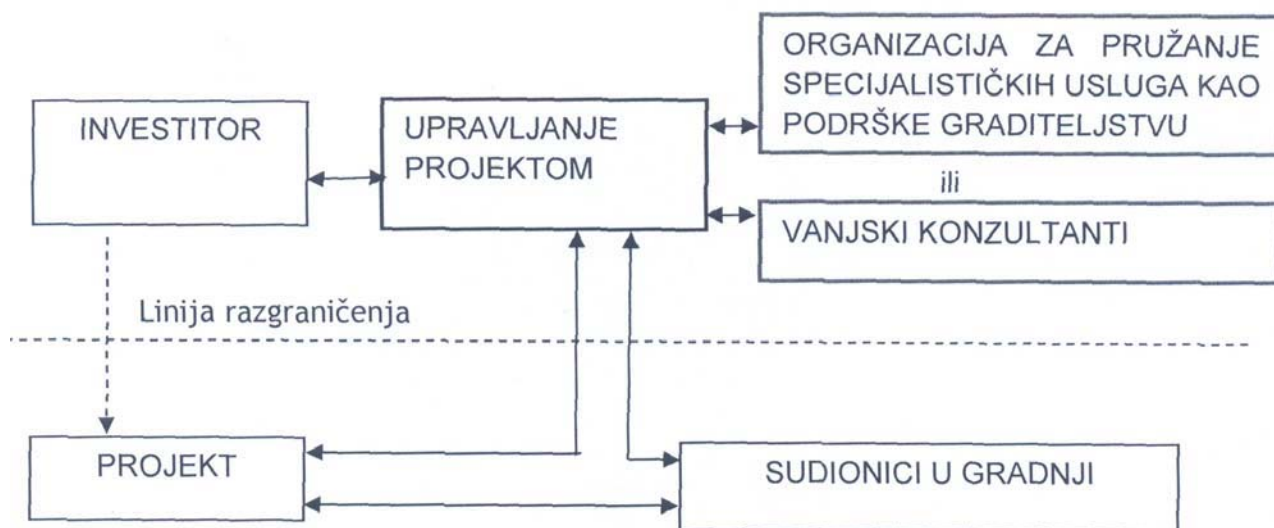 INVESTITOR
UPRAVLJANJE
PROJEKTOM
ORGANIZACIJA ZA PRUŽANJE
SPECIJALISTIČKIH USLUGA KAO
PODRŠKE GRADITELJSTVU
ili
VANJSKI KONZULTANTI
Linija razgraničenja
PROJEKT
SUDIONICI U GRADNJI